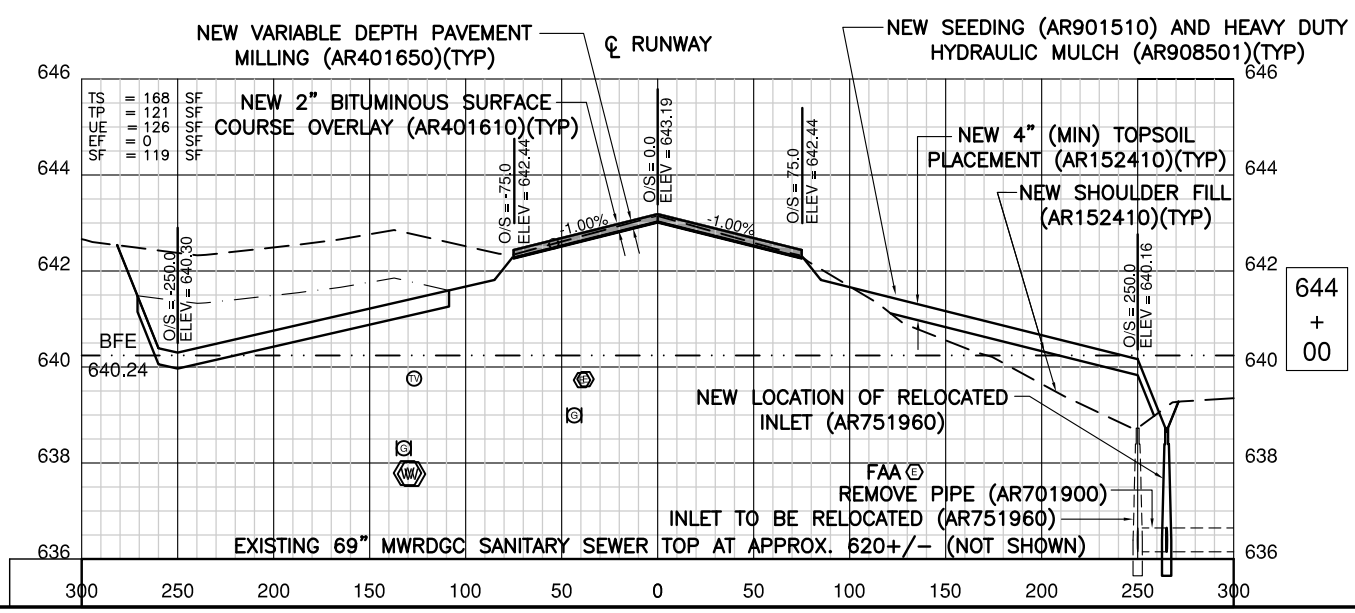 NEW VARIABLE DEPTH PAVEMENT
MILLING (AR401650)(TYP)
℄ RUNWAY
NEW SEEDING (AR901510) AND HEAVY DUTY
HYDRAULIC MULCH (AR908501)(TYP)
646
646
TS = 168 SF
TP = 121 SF
UE = 126 SF
EF = 0 SF
SF = 119 SF
NEW 2" BITUMINOUS SURFACE
COURSE OVERLAY (AR401610)(TYP)
O/S = -75.0
ELEV = 642.44
O/S = 0.0
ELEV = 643.19
O/S = 75.0
ELEV = 642.44
NEW 4" (MIN) TOPSOIL
PLACEMENT (AR152410)(TYP)
644
644
NEW SHOULDER FILL
(AR152410)(TYP)
-1.00%
-1.00%
642
642
O/S = -250.0
ELEV = 640.30
O/S = 250.0
ELEV = 640.16
644
+
00
BFE
640.24
640
640
TV
G
G
W
NEW LOCATION OF RELOCATED
INLET (AR751960)
638
638
FAA E
REMOVE PIPE (AR701900)
INLET TO BE RELOCATED (AR751960)
EXISTING 69" MWRDGC SANITARY SEWER TOP AT APPROX. 620+/- (NOT SHOWN)
636
636
300 250 200 150 100 50 0 50 100 150 200 250 300